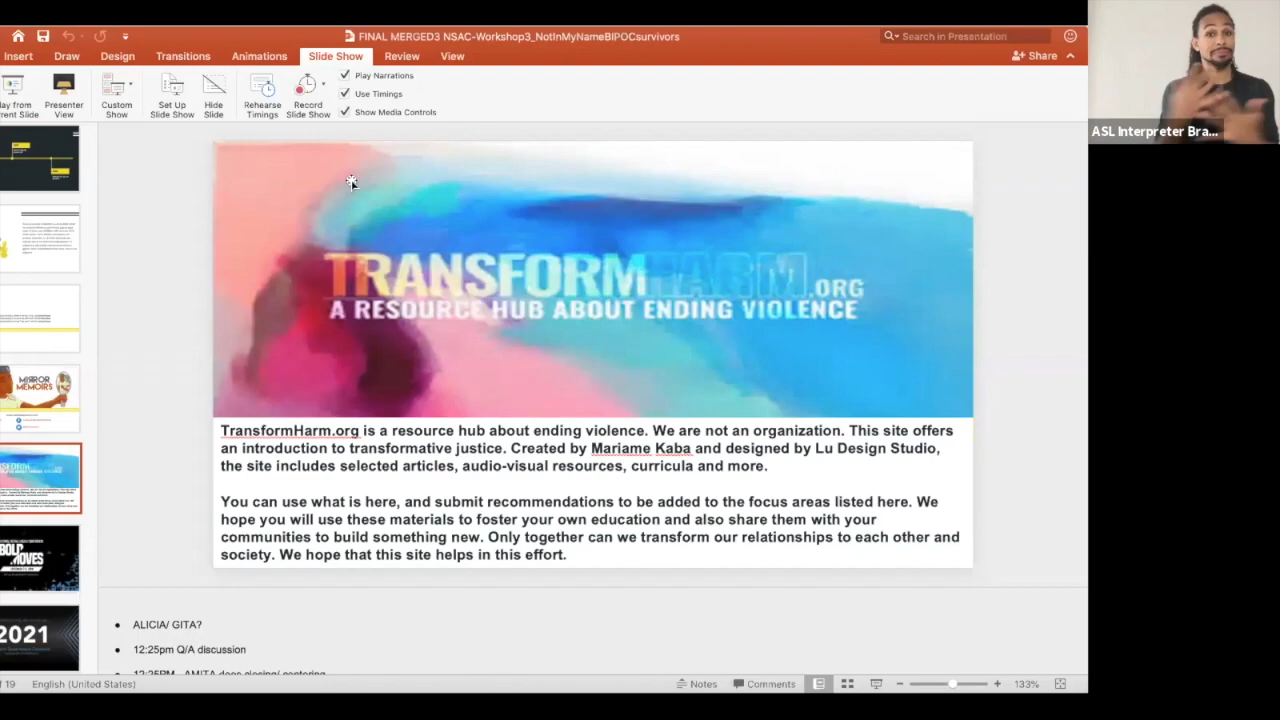 FINAL MERGED3 NSAC-Workshop3_NotInMyNameBIPOCsurvivors
Search in Presentation
Insert Draw Design Transitions Animations Slide Show Review View
Share
Play Narrations
Use Timings
Show Media Controls
lay from
rrent Slide
Presenter
View
Custom
Show
Set Up
Slide Show
Hide
Slide
Rehearse
Timings
Record
Slide Show
ASL Interpreter Bra...
TRANSFORMHARM.ORG
A RESOURCE HUB ABOUT ENDING VIOLENCE
TransformHarm.org is a resource hub about ending violence. We are not an organization. This site offers
an introduction to transformative justice. Created by Mariame Kaba and designed by Lu Design Studio,
the site includes selected articles, audio-visual resources, curricula and more.
You can use what is here, and submit recommendations to be added to the focus areas listed here. We
hope you will use these materials to foster your own education and also share them with your
communities to build something new. Only together can we transform our relationships to each other and
society. We hope that this site helps in this effort.
MIRROR
MEMOIRS
BOLD
MOVES
2021
• ALICIA/ GITA?
• 12:25pm Q/A discussion
f 19 English (United States) Notes Comments 133%